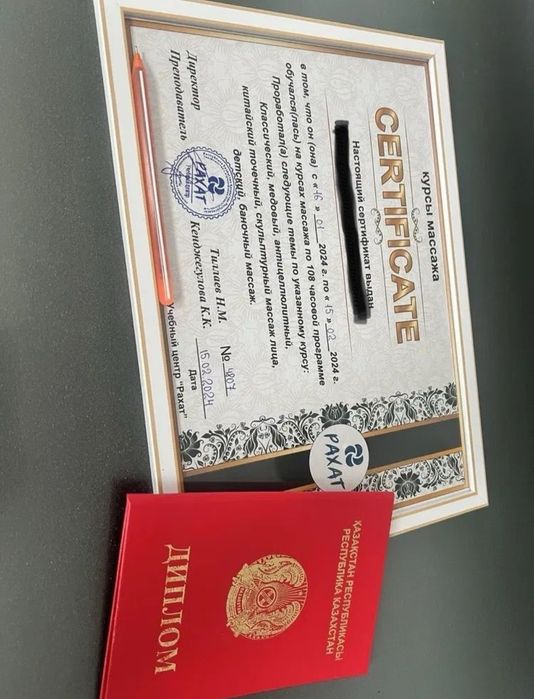 курсы массажа
CERTIFICATE
Настоящий сертификат выдан
в том, что он (она) с « 16 » 01 2024 г. по « 15 » 02 2024 г.
обучался(лась) на курсах массажа по 108 часовой программе
Проработал(а) следующие темы по указанному курсу:
Классический, медовый, антицеллюлитный,
китайский точечный, скульптурный массаж лица,
детский, баночный массаж.
Директор Тиллаев Н.М.
Преподаватель Кенджегулова К.К.
РАХАТ
№ 4807
15.02.2024
Дата
Учебный центр "Рахат"
РАХАТ
ҚАЗАҚСТАН РЕСПУБЛИКАСЫ
РЕСПУБЛИКА КАЗАХСТАН
ДИПЛОМ